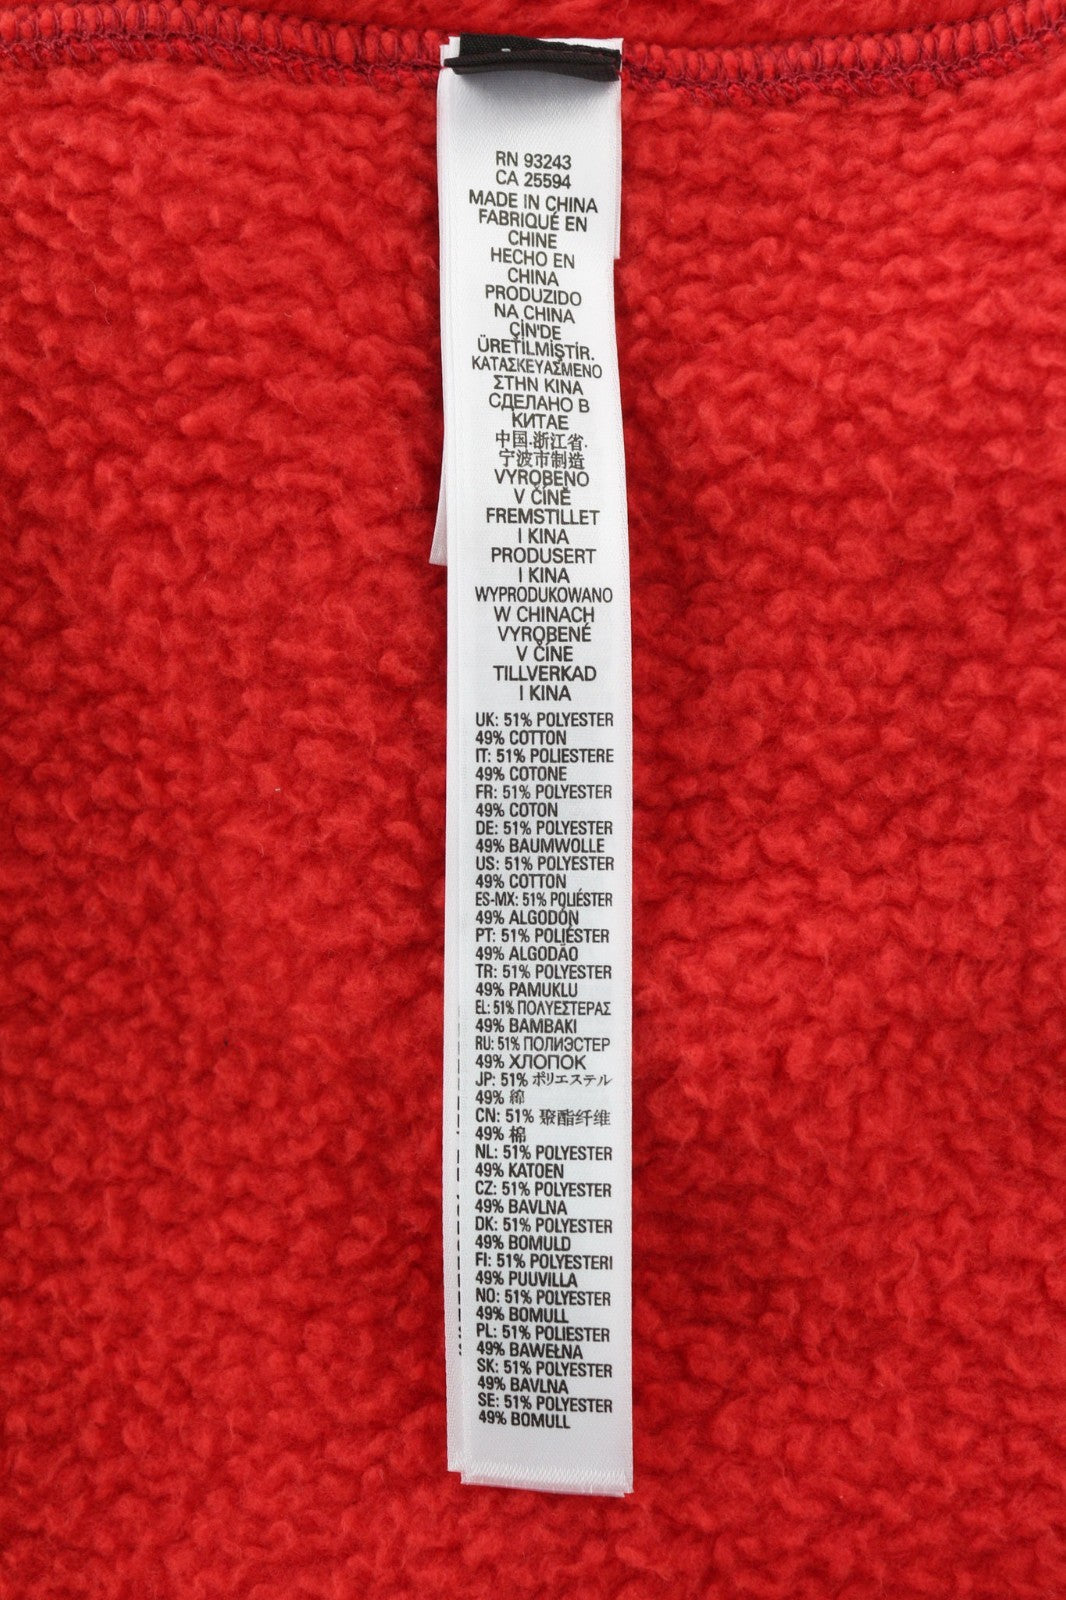 RN 93243
CA 25594
MADE IN CHINA
FABRIQUÉ EN
CHINE
HECHO EN
CHINA
PRODUZIDO
NA CHINA
ÇİN'DE
ÜRETİLMİŞTİR.
ΚΑΤΑΣΚΕΥΑΣΜΕΝΟ
ΣΤΗΝ ΚΙΝΑ
СДЕЛАНО В
КИТАЕ
中国.浙江省.
宁波市制造
VYROBENO
V ČÍNĚ
FREMSTILLET
I KINA
PRODUSERT
I KINA
WYPRODUKOWANO
W CHINACH
VYROBENÉ
V ČÍNE
TILLVERKAD
I KINA
UK: 51% POLYESTER
49% COTTON
IT: 51% POLIESTERE
49% COTONE
FR: 51% POLYESTER
49% COTON
DE: 51% POLYESTER
49% BAUMWOLLE
US: 51% POLYESTER
49% COTTON
ES-MX: 51% POLIÉSTER
49% ALGODÓN
PT: 51% POLIÉSTER
49% ALGODÃO
TR: 51% POLYESTER
49% PAMUKLU
EL: 51% ΠΟΛΥΕΣΤΕΡΑΣ
49% ΒΑΜΒΑΚΙ
RU: 51% ПОЛИЭСТЕР
49% ХЛОПОК
JP: 51% ポリエステル
49% 綿
CN: 51% 聚酯纤维
49% 棉
NL: 51% POLYESTER
49% KATOEN
CZ: 51% POLYESTER
49% BAVLNA
DK: 51% POLYESTER
49% BOMULD
FI: 51% POLYESTERI
49% PUUVILLA
NO: 51% POLYESTER
49% BOMULL
PL: 51% POLIESTER
49% BAWEŁNA
SK: 51% POLYESTER
49% BAVLNA
SE: 51% POLYESTER
49% BOMULL